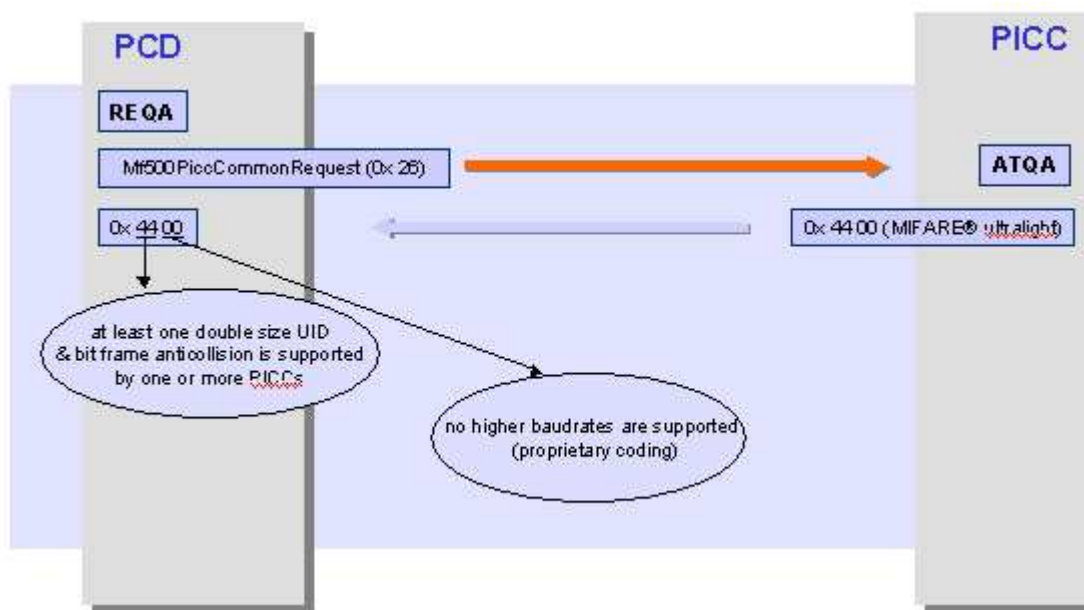 PCD
PICC
REQA
Mf500PiccCommonRequest (0x 26)
ATQA
0x 4400
0x 4400 (MIFARE® ultralight)
at least one double size UID
& bit frame anticollision is supported
by one or more PICCs
no higher baudrates are supported
(proprietary coding)